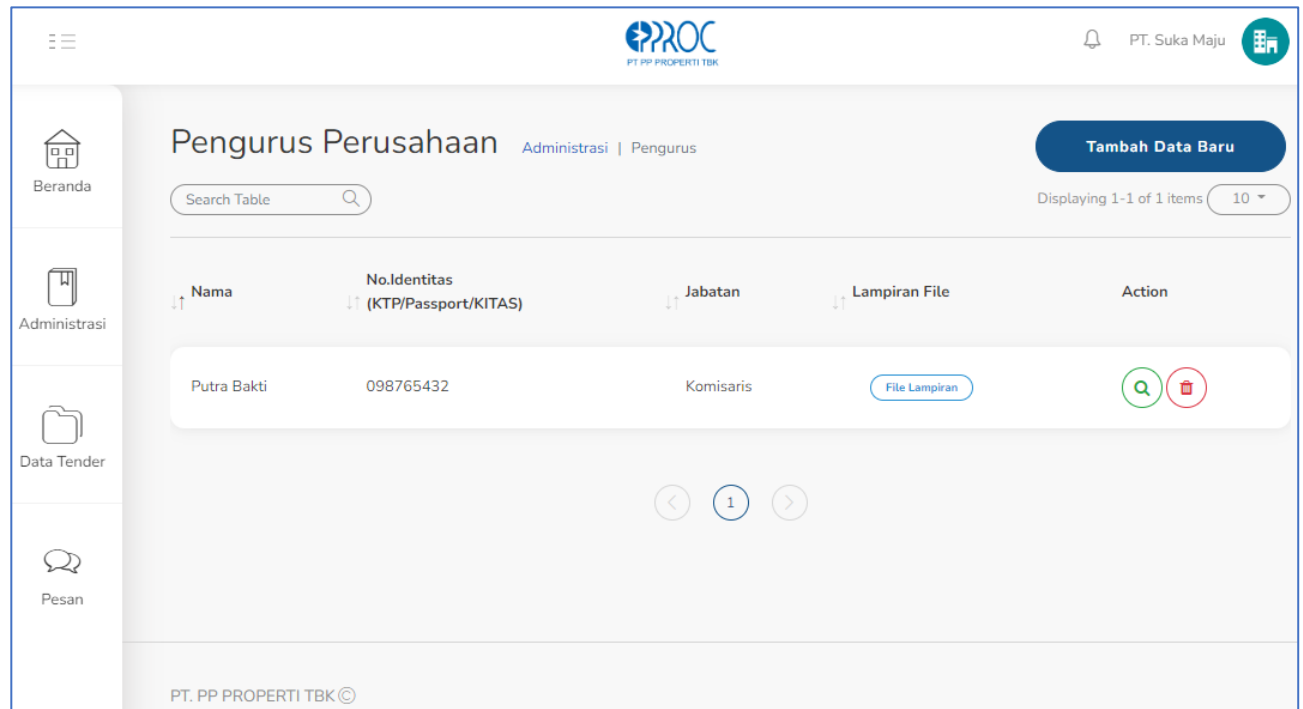 PPROC
PT PP PROPERTI TBK
PT. Suka Maju
Beranda
Administrasi
Data Tender
Pesan
Pengurus Perusahaan Administrasi | Pengurus
Tambah Data Baru
Search Table
Displaying 1-1 of 1 items 10
Nama
No.Identitas
(KTP/Passport/KITAS)
Jabatan
Lampiran File
Action
Putra Bakti
098765432
Komisaris
File Lampiran
1
PT. PP PROPERTI TBK ©